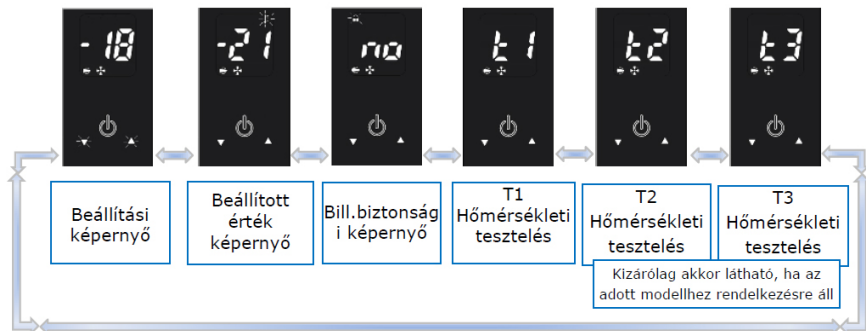 -18
-21
no
t1
t2
t3
Beállítási
képernyő
Beállított
érték
képernyő
Bill.biztonság
i képernyő
T1
Hőmérsékleti
tesztelés
T2
Hőmérsékleti
tesztelés
T3
Hőmérsékleti
tesztelés
Kizárólag akkor látható, ha az
adott modellhez rendelkezésre áll